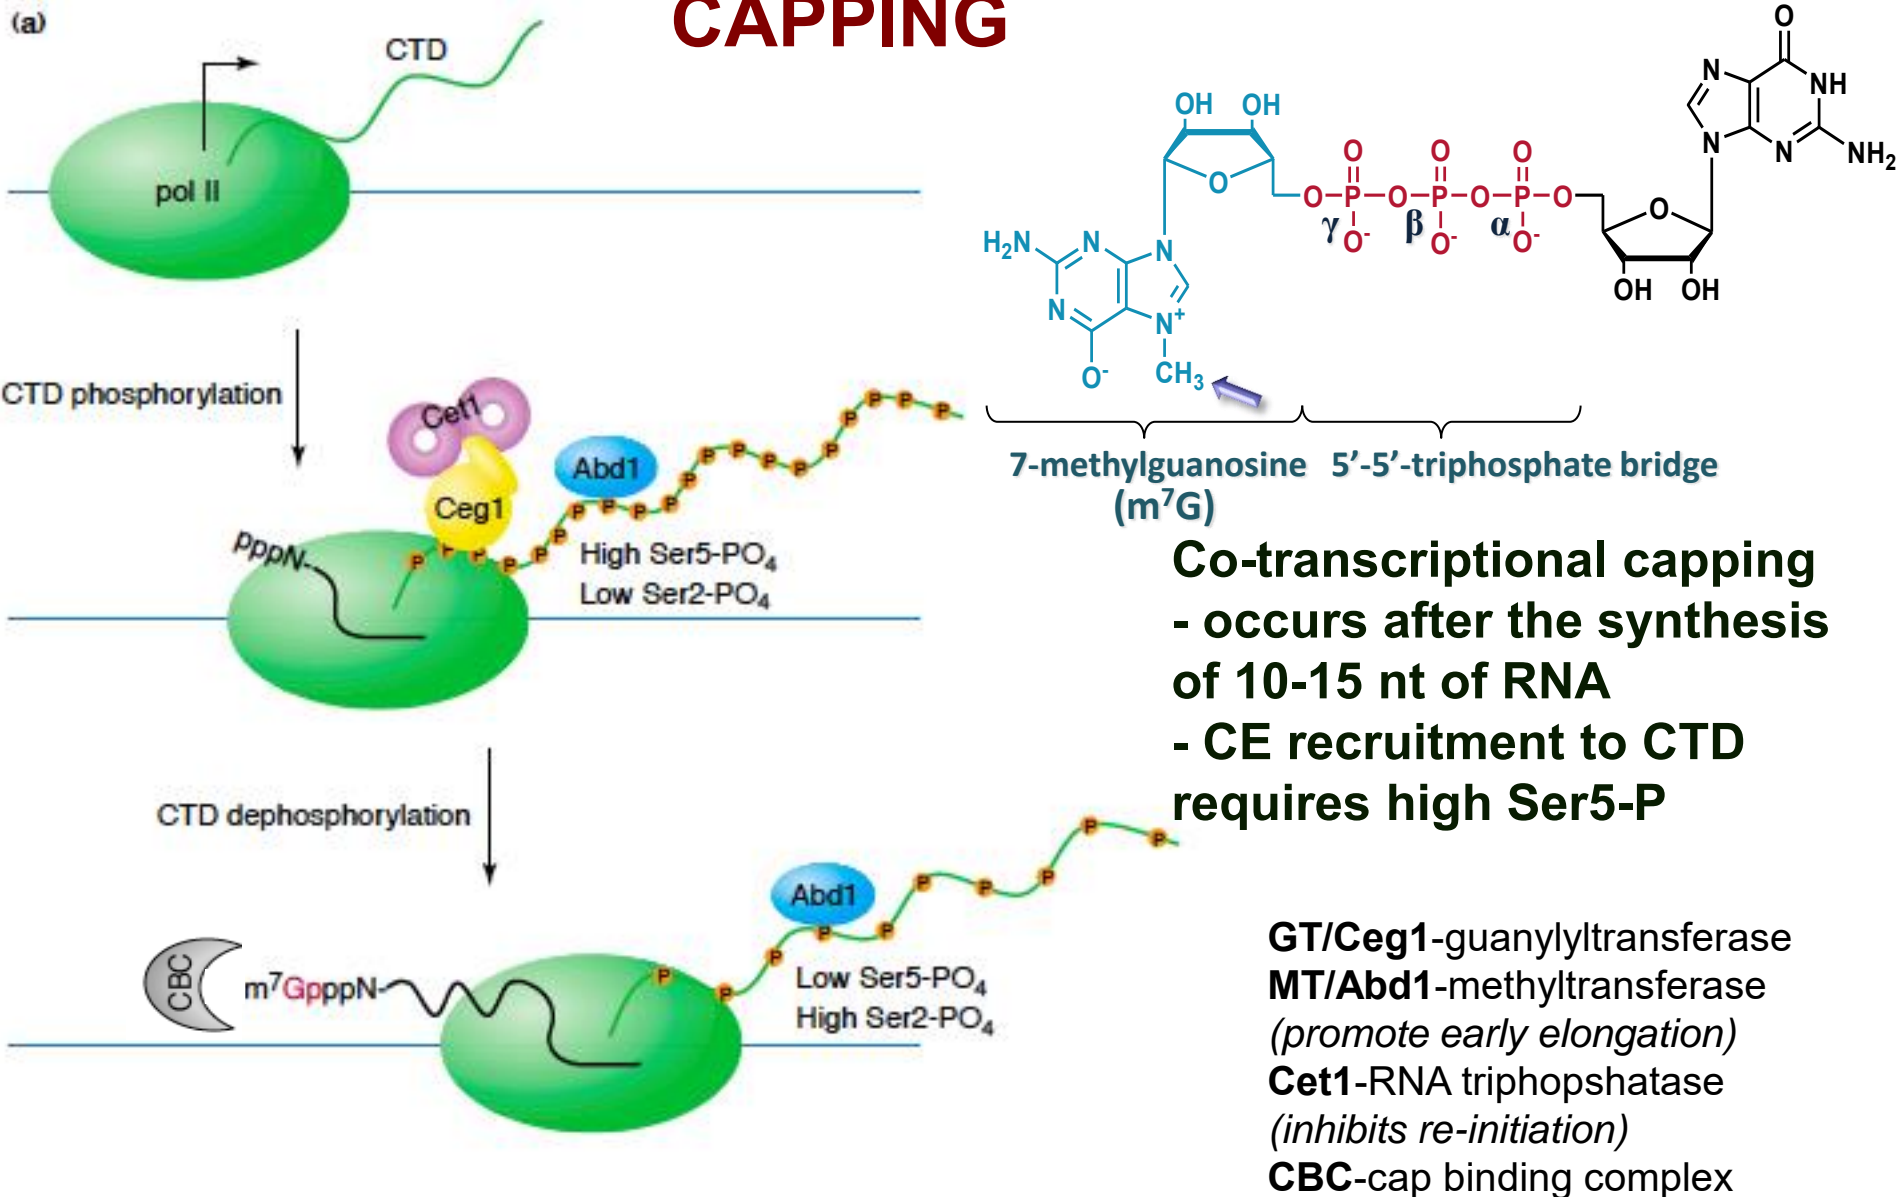 CAPPING
(a)
CTD
pol II
CTD phosphorylation
Cet1
Ceg1
Abd1
pppN-
P P P P P P P P P P P P P P P P P P P P
High Ser5-PO₄
Low Ser2-PO₄
CTD dephosphorylation
CBC
m⁷GpppN-
Abd1
P P P P P P P P P
Low Ser5-PO₄
High Ser2-PO₄
O
N NH
N N NH₂
OH OH
O
O O O
O P O P O P O
γ O⁻ β O⁻ α O⁻
O
OH OH
H₂N N N
N N⁺
O⁻ CH₃
7-methylguanosine 5’-5’-triphosphate bridge
(m⁷G)
Co-transcriptional capping
- occurs after the synthesis
of 10-15 nt of RNA
- CE recruitment to CTD
requires high Ser5-P
GT/Ceg1-guanylyltransferase
MT/Abd1-methyltransferase
(promote early elongation)
Cet1-RNA triphopshatase
(inhibits re-initiation)
CBC-cap binding complex